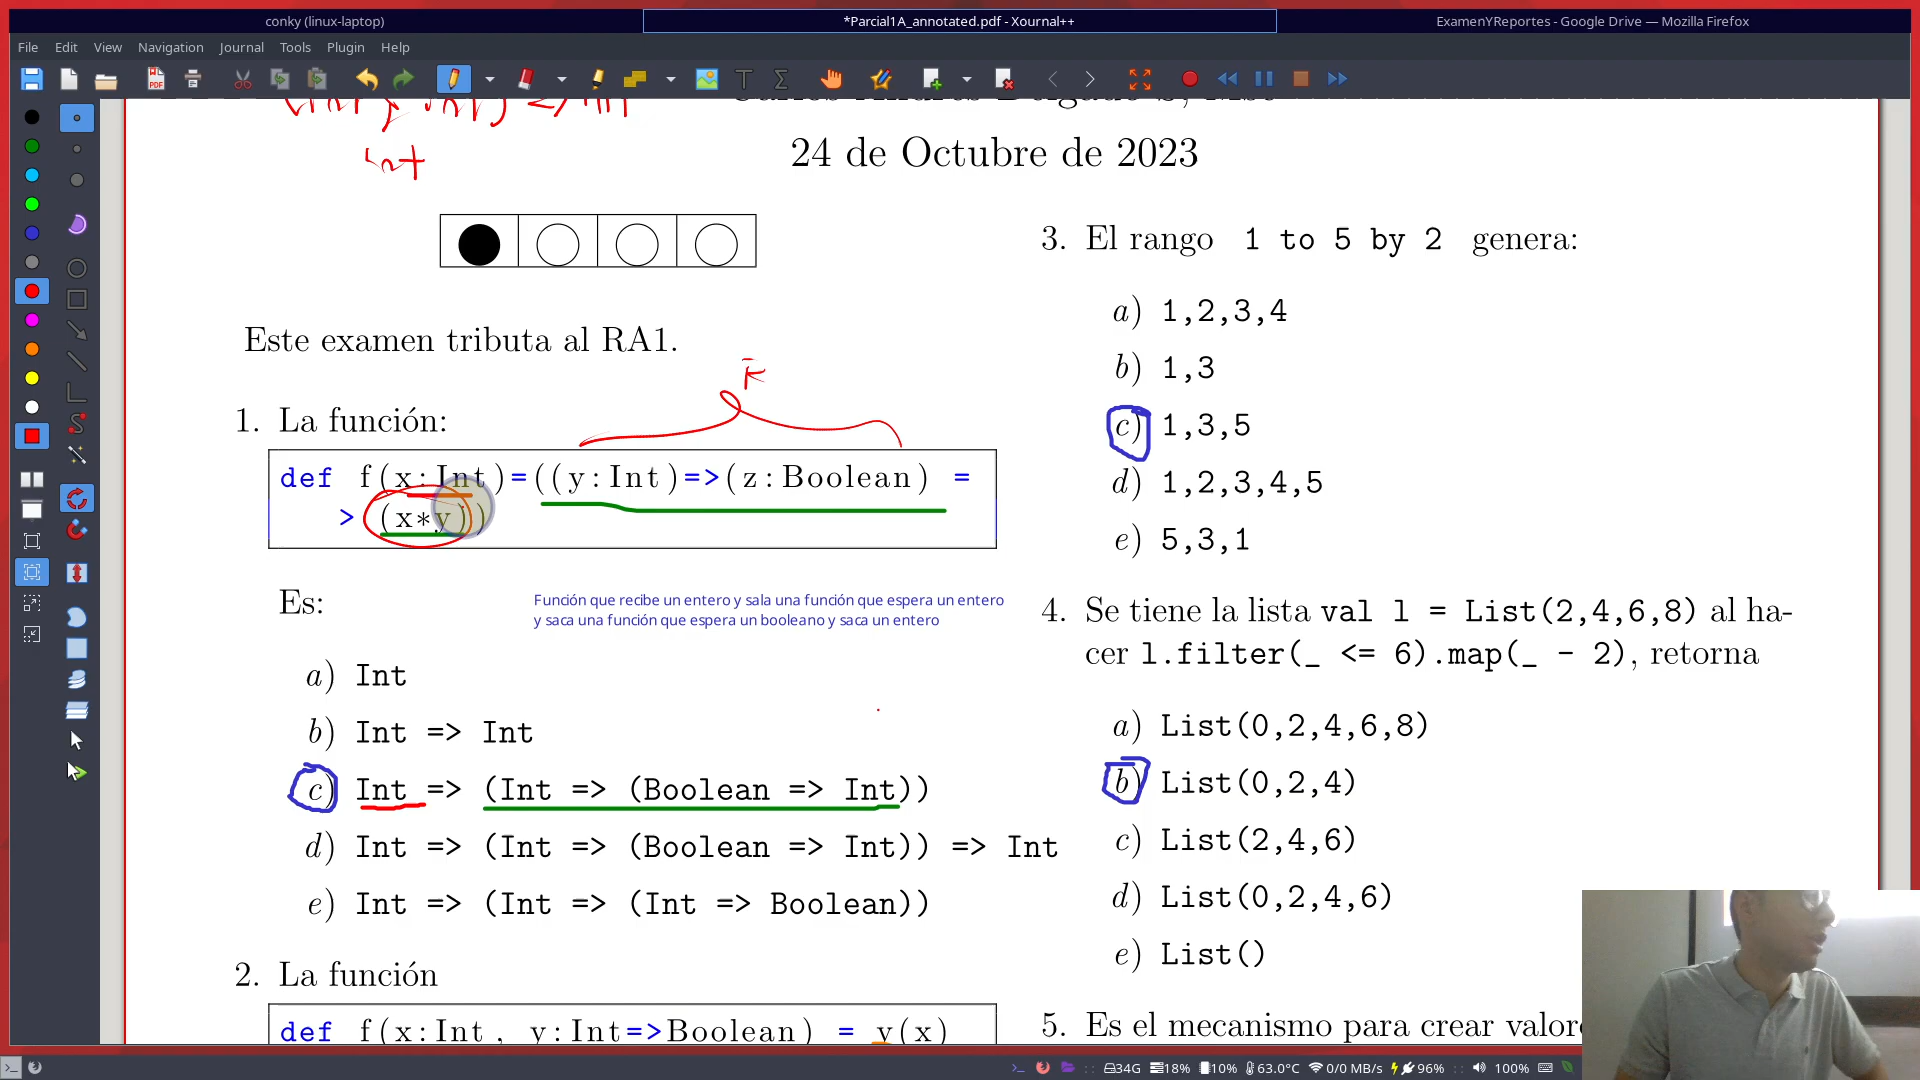 conky (linux-laptop)
*Parcial1A_annotated.pdf - Xournal++
ExamenYReportes - Google Drive — Mozilla Firefox
File Edit View Navigation Journal Tools Plugin Help
24 de Octubre de 2023
Este examen tributa al RA1.
1. La función:
def f(x:Int)=((y:Int)=>(z:Boolean) =
> (x*y))
Es:
Función que recibe un entero y sala una función que espera un entero
y saca una función que espera un booleano y saca un entero
a) Int
b) Int => Int
c) Int => (Int => (Boolean => Int))
d) Int => (Int => (Boolean => Int)) => Int
e) Int => (Int => (Int => Boolean))
2. La función
def f(x:Int, y:Int=>Boolean) = y(x)
3. El rango 1 to 5 by 2 genera:
a) 1,2,3,4
b) 1,3
c) 1,3,5
d) 1,2,3,4,5
e) 5,3,1
4. Se tiene la lista val l = List(2,4,6,8) al ha-
cer l.filter(_ <= 6).map(_ - 2), retorna
a) List(0,2,4,6,8)
b) List(0,2,4)
c) List(2,4,6)
d) List(0,2,4,6)
e) List()
5. Es el mecanismo para crear
34G 18% 10% 63.0°C 0/0 MB/s 96% 100%